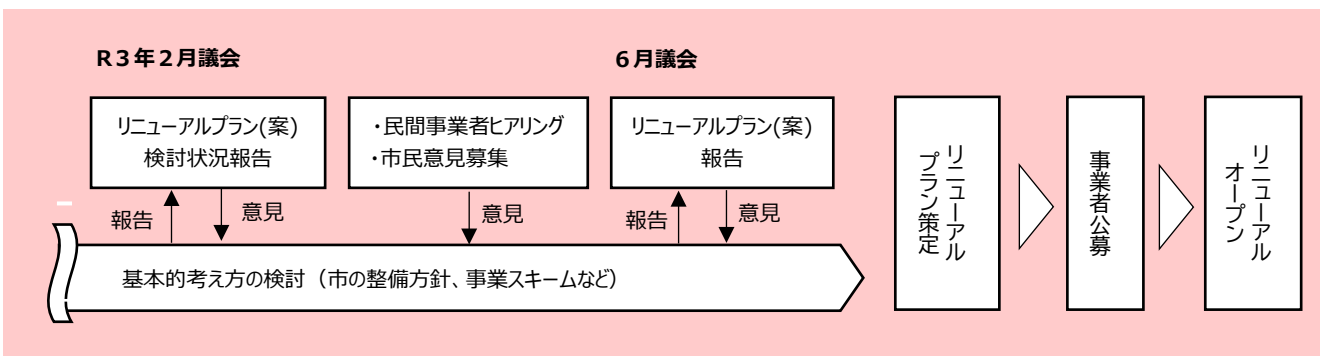 R3年2月議会
6月議会
リニューアルプラン(案)
検討状況報告
・民間事業者ヒアリング
・市民意見募集
リニューアルプラン(案)
報告
報告
意見
意見
報告
意見
基本的考え方の検討（市の整備方針、事業スキームなど）
リニューアル
プラン策定
事業者公募
リニューアル
オープン